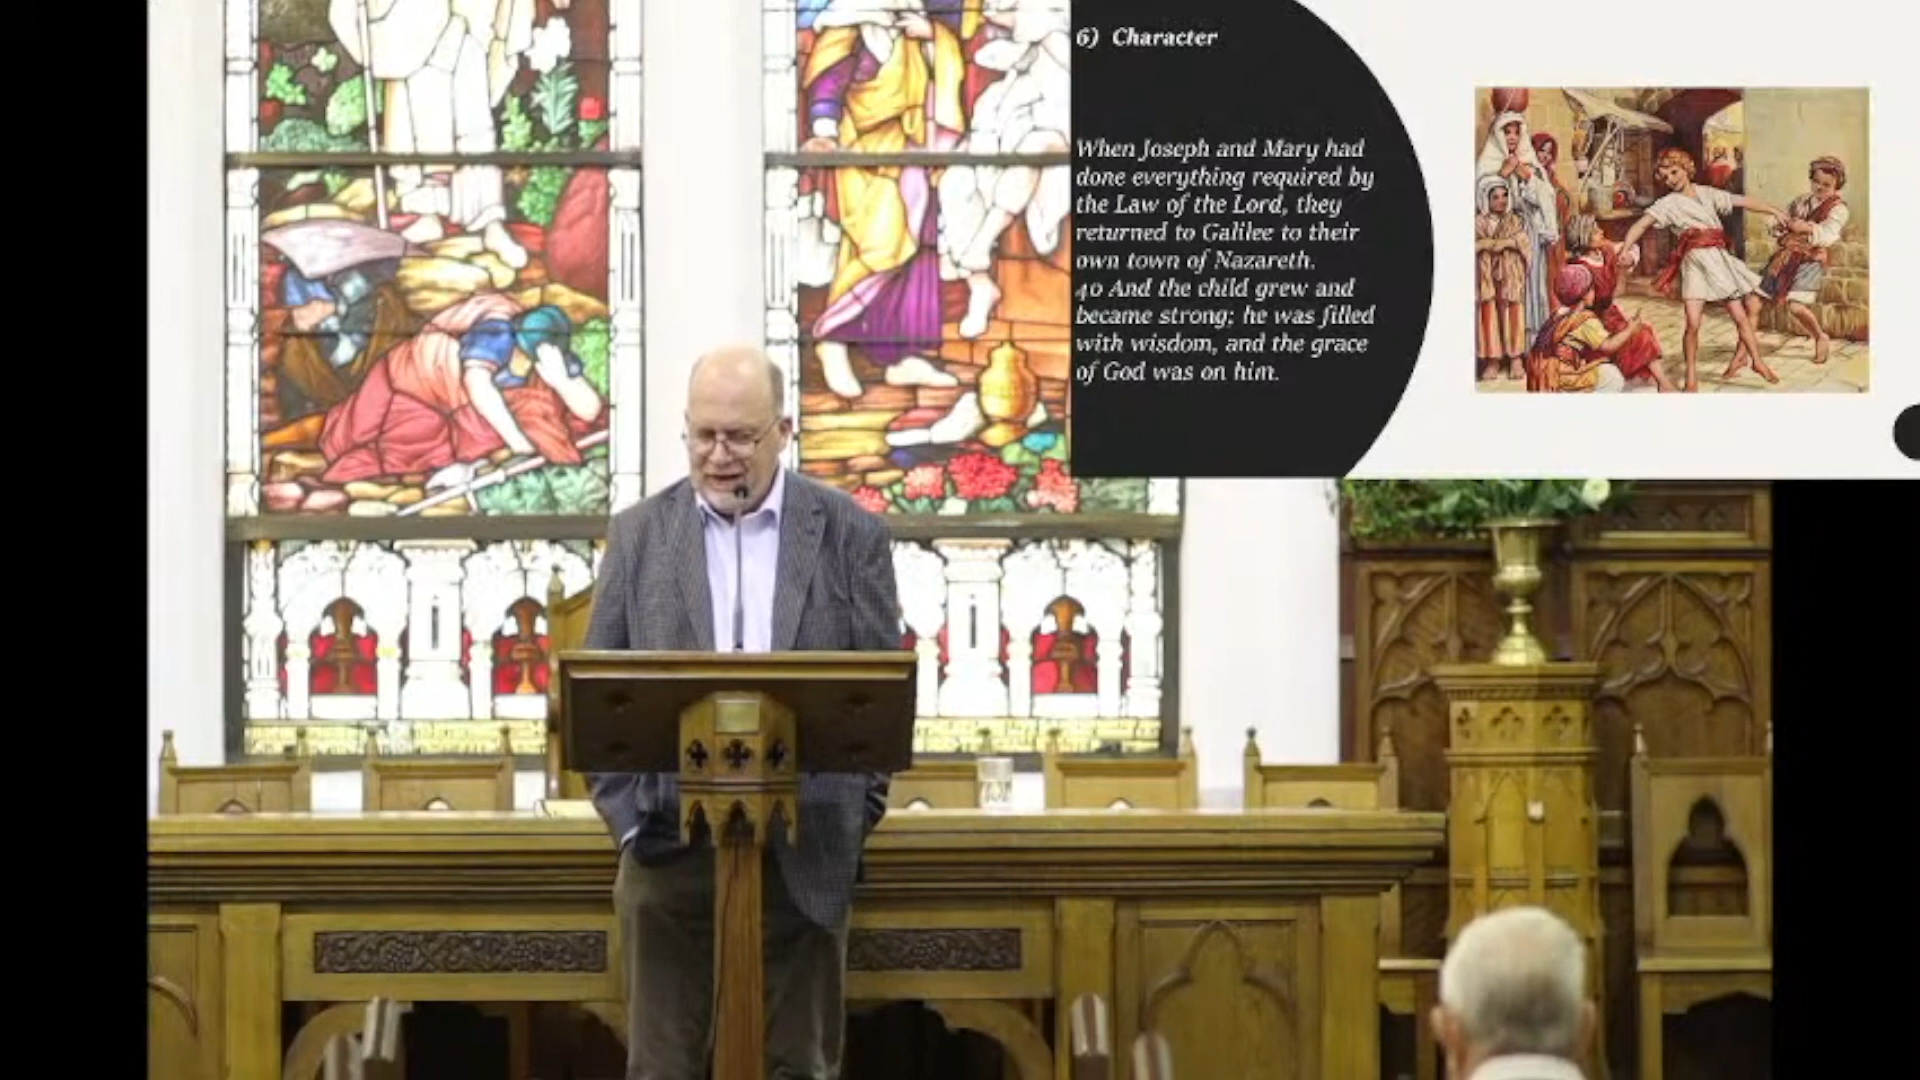 6) Character
When Joseph and Mary had
done everything required by
the Law of the Lord, they
returned to Galilee to their
own town of Nazareth.
40 And the child grew and
became strong; he was filled
with wisdom, and the grace
of God was on him.